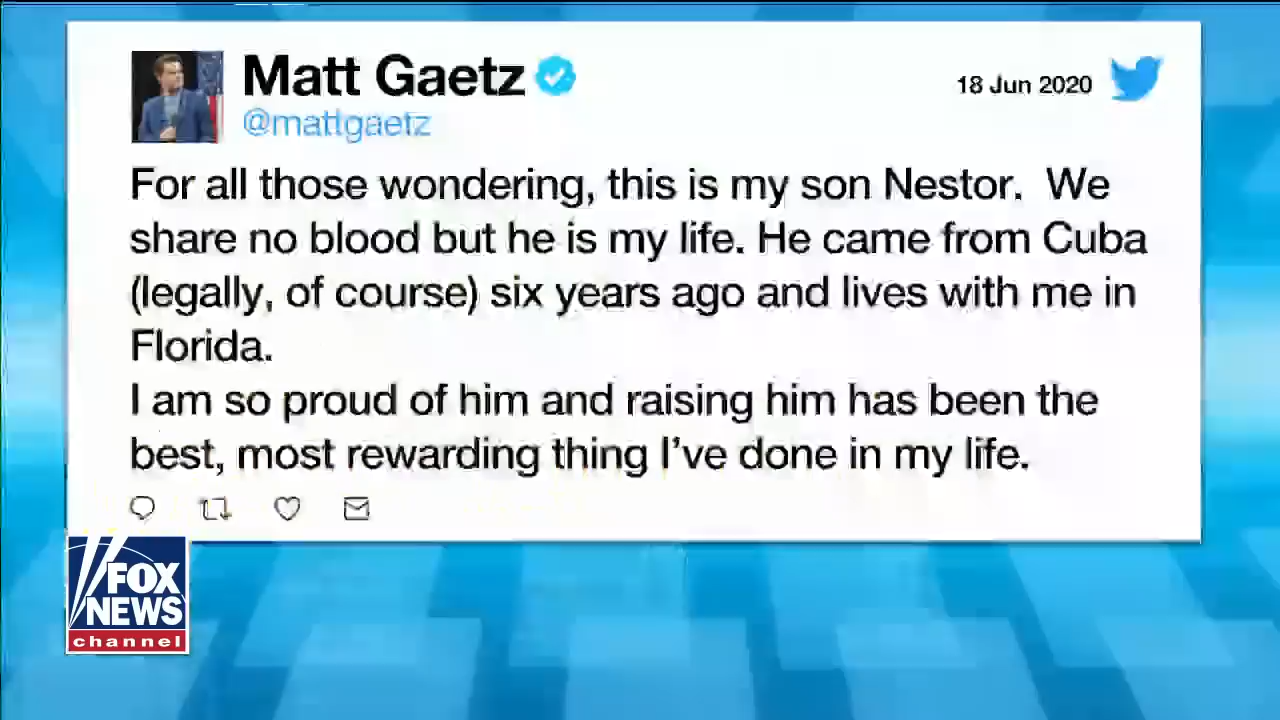 Matt Gaetz
18 Jun 2020
@mattgaetz
For all those wondering, this is my son Nestor. We
share no blood but he is my life. He came from Cuba
(legally, of course) six years ago and lives with me in
Florida.
I am so proud of him and raising him has been the
best, most rewarding thing I've done in my life.
FOX
NEWS
channel